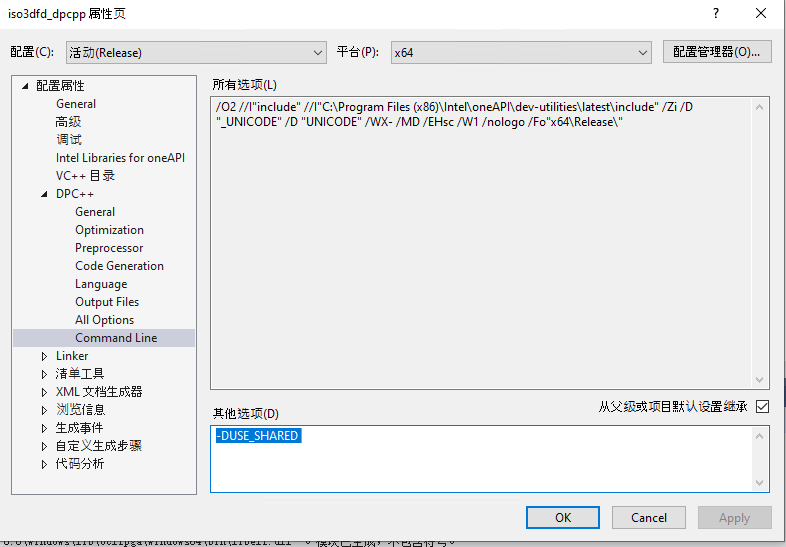 iso3dfd_dpcpp 属性页
配置(C):
活动(Release)
平台(P):
x64
配置管理器(O)...
配置属性
General
高级
调试
Intel Libraries for oneAPI
VC++ 目录
DPC++
General
Optimization
Preprocessor
Code Generation
Language
Output Files
All Options
Command Line
Linker
清单工具
XML 文档生成器
浏览信息
生成事件
自定义生成步骤
代码分析
所有选项(L)
/O2 //I"include" //I"C:\Program Files (x86)\Intel\oneAPI\dev-utilities\latest\include" /Zi /D
"_UNICODE" /D "UNICODE" /WX- /MD /EHsc /W1 /nologo /Fo"x64\Release\"
从父级或项目默认设置继承
其他选项(D)
-DUSE_SHARED
OK
Cancel
Apply